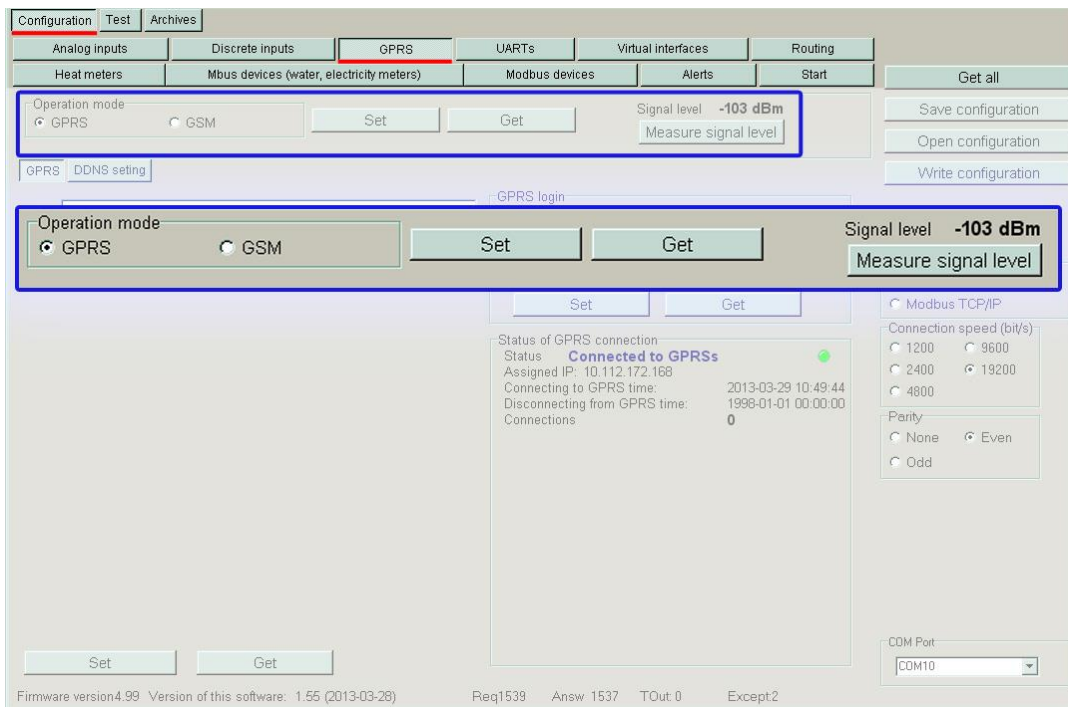 Configuration Test Archives
Analog inputs Discrete inputs GPRS UARTs Virtual interfaces Routing
Heat meters Mbus devices (water, electricity meters) Modbus devices Alerts Start
Get all
Save configuration
Open configuration
Write configuration
Operation mode
GPRS GSM Set Get
Signal level -103 dBm
Measure signal level
GPRS DDNS seting
GPRS login
Operation mode
GPRS GSM Set Get
Signal level -103 dBm
Measure signal level
Set Get
Modbus TCP/IP
Connection speed (bit/s)
1200 9600
2400 19200
4800
Parity
None Even
Odd
Status of GPRS connection
Status Connected to GPRSs
Assigned IP: 10.112.172.168
Connecting to GPRS time: 2013-03-29 10:49:44
Disconnecting from GPRS time: 1998-01-01 00:00:00
Connections 0
COM Port
COM10
Set Get
Firmware version4.99 Version of this software: 1.55 (2013-03-28) Req1539 Answ 1537 TOut:0 Except:2